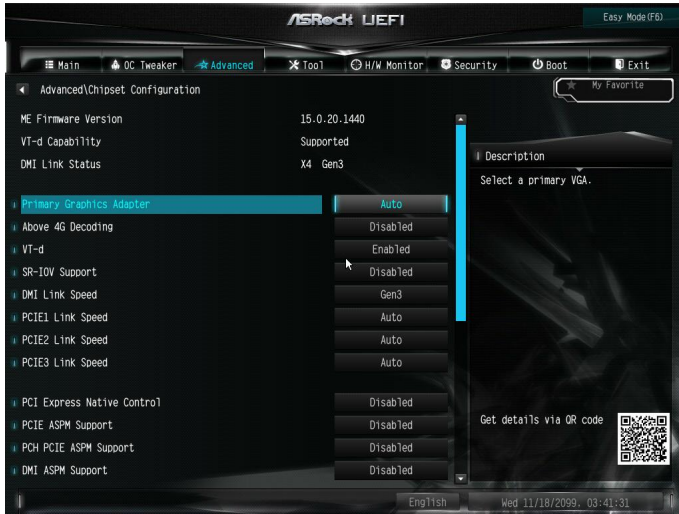 ASRock UEFI
Easy Mode(F6)
Main OC Tweaker Advanced Tool H/W Monitor Security Boot Exit
Advanced\Chipset Configuration
My Favorite
ME Firmware Version 15.0.20.1440
VT-d Capability Supported
DMI Link Status X4 Gen3
Description
Select a primary VGA.
Primary Graphics Adapter Auto
Above 4G Decoding Disabled
VT-d Enabled
SR-IOV Support Disabled
DMI Link Speed Gen3
PCIE1 Link Speed Auto
PCIE2 Link Speed Auto
PCIE3 Link Speed Auto
PCI Express Native Control Disabled
PCIE ASPM Support Disabled
PCH PCIE ASPM Support Disabled
DMI ASPM Support Disabled
Get details via QR code
English
Wed 11/18/2099. 03:41:31